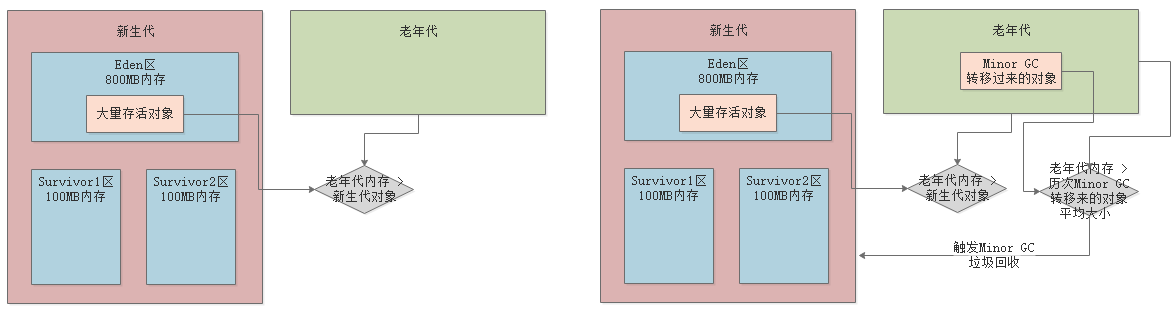 新生代
Eden区
800MB内存
大量存活对象
Survivor1区
100MB内存
Survivor2区
100MB内存
老年代
老年代内存 >
新生代对象
新生代
Eden区
800MB内存
大量存活对象
Survivor1区
100MB内存
Survivor2区
100MB内存
老年代
Minor GC
转移过来的对象
老年代内存 >
新生代对象
老年代内存 >
历次Minor GC
转移来的对象
平均大小
触发Minor GC
垃圾回收